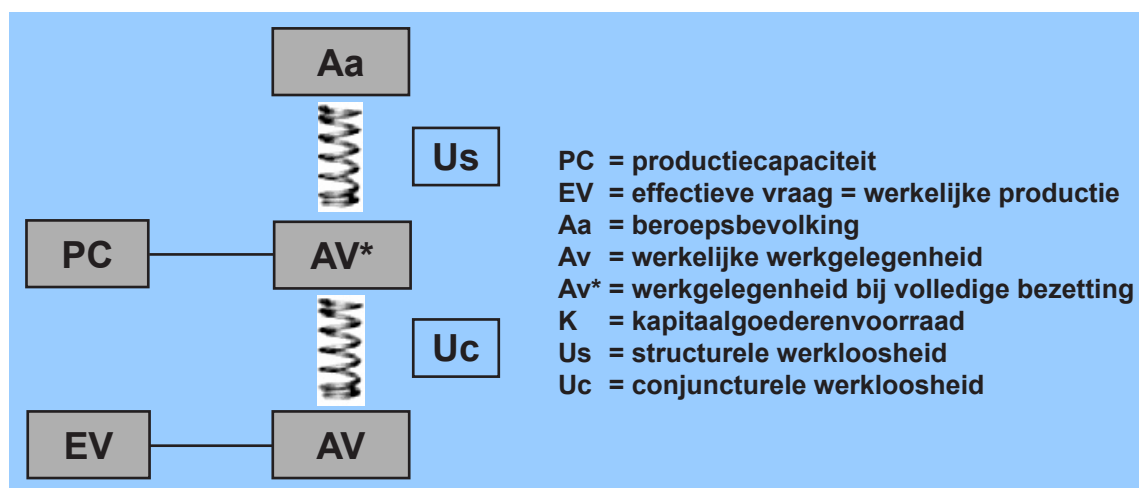 Aa
Us
PC
AV*
Uc
EV
AV
PC = productiecapaciteit
EV = effectieve vraag = werkelijke productie
Aa = beroepsbevolking
Av = werkelijke werkgelegenheid
Av* = werkgelegenheid bij volledige bezetting
K = kapitaalgoederenvoorraad
Us = structurele werkloosheid
Uc = conjuncturele werkloosheid